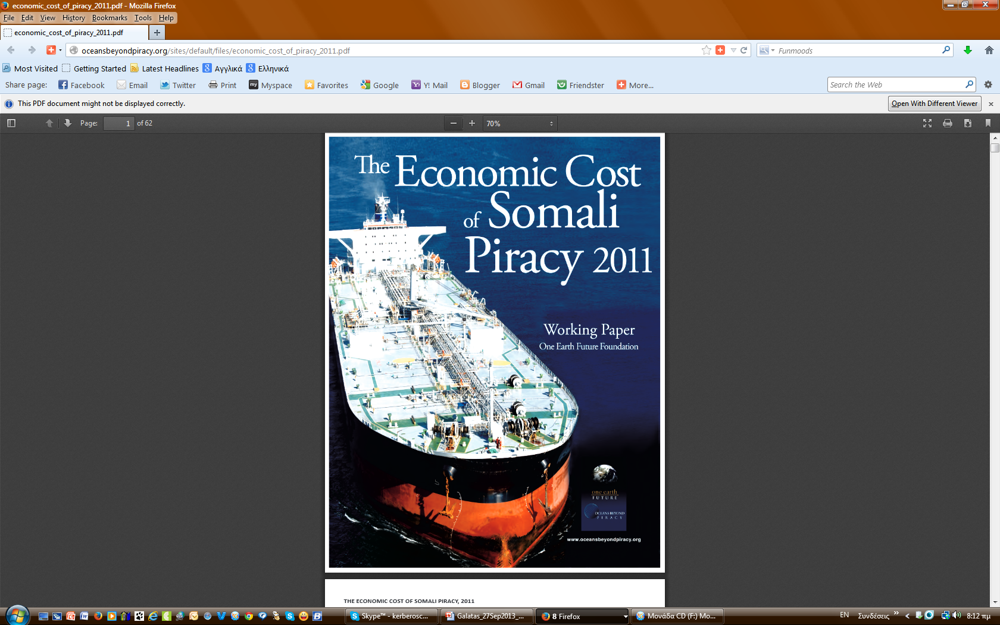 economic_cost_of_piracy_2011.pdf - Mozilla Firefox
File Edit View History Bookmarks Tools Help
economic_cost_of_piracy_2011.pdf
oceansbeyondpiracy.org/sites/default/files/economic_cost_of_piracy_2011.pdf
Funmoods
Most Visited Getting Started Latest Headlines Αγγλικά Ελληνικά
Share page: Facebook Email Twitter Print Myspace Favorites Google Y! Mail Blogger Gmail Friendster More...
Search the Web
This PDF document might not be displayed correctly.
Open With Different Viewer
Page: 1 of 62
70%
The Economic Cost
of Somali
Piracy 2011
Working Paper
One Earth Future Foundation
one earth
FUTURE
OCEANS BEYOND
PIRACY
www.oceansbeyondpiracy.org
THE ECONOMIC COST OF SOMALI PIRACY, 2011
Skype™ - kerberosc...
Galatas_27Sep2013_...
8 Firefox
Μονάδα CD (F:) Mo...
EN
Συνδέσεις
8:12 πμ